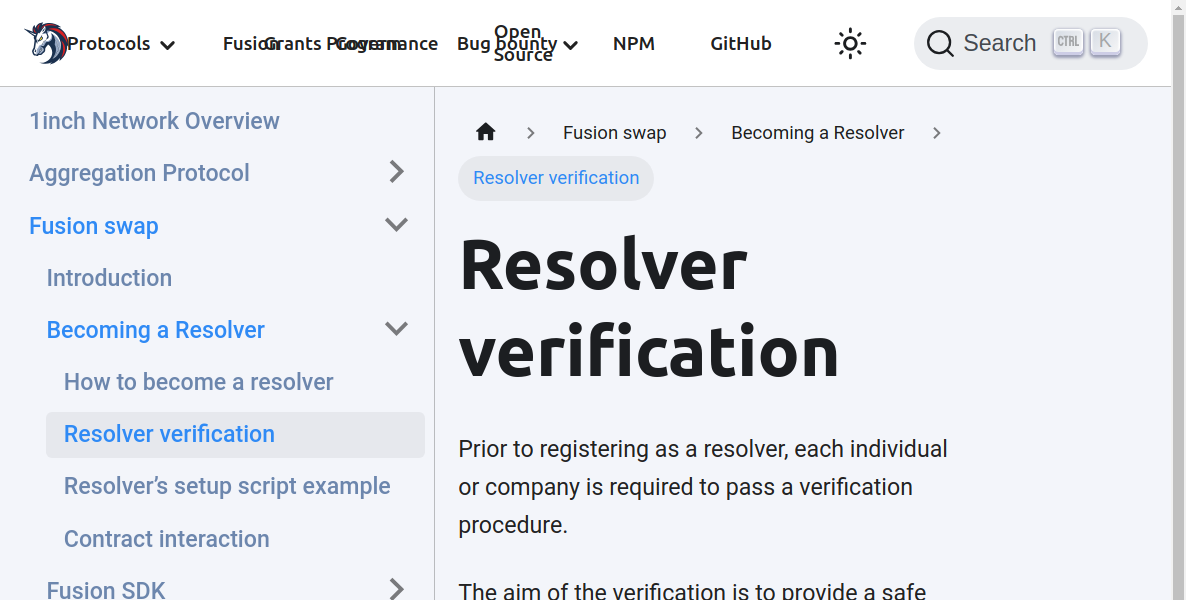 Protocols Fusion Grants Program Governance Bug bounty Open Source NPM GitHub Search CTRL K
1inch Network Overview
Aggregation Protocol
Fusion swap
Introduction
Becoming a Resolver
How to become a resolver
Resolver verification
Resolver’s setup script example
Contract interaction
Fusion SDK
Fusion swap Becoming a Resolver
Resolver verification
Resolver
verification
Prior to registering as a resolver, each individual
or company is required to pass a verification
procedure.
The aim of the verification is to provide a safe